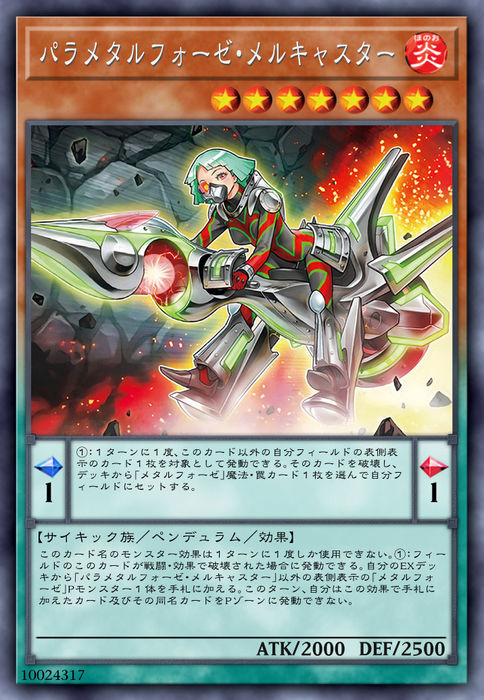 パラメタルフォーゼ・メルキャスター
ほのお
炎
①:1ターンに1度、このカード以外の自分フィールドの表側表
示のカード1枚を対象として発動できる。そのカードを破壊し、
デッキから「メタルフォーゼ」魔法・罠カード1枚を選んで自分フ
ィールドにセットする。
1
1
【サイキック族/ペンデュラム/効果】
このカード名のモンスター効果は1ターンに1度しか使用できない。①:フィー
ルドのこのカードが戦闘・効果で破壊された場合に発動できる。自分のEXデッ
キから「パラメタルフォーゼ・メルキャスター」以外の表側表示の「メタルフォ
ーゼ」Pモンスター1体を手札に加える。このターン、自分はこの効果で手札に
加えたカード及びその同名カードをPゾーンに発動できない。
ATK/2000 DEF/2500
10024317